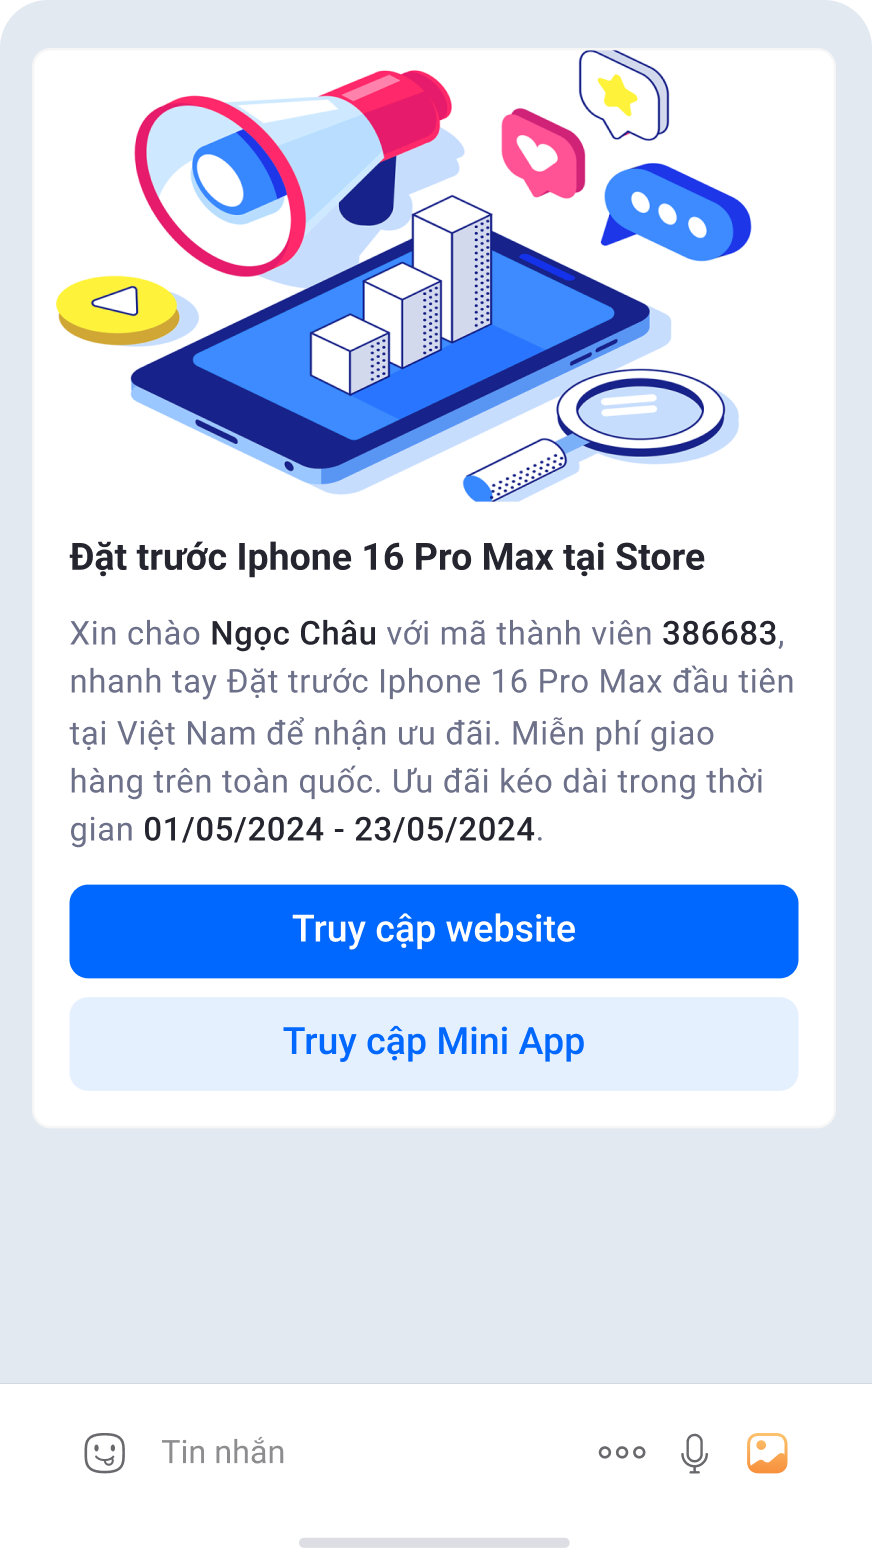 Đặt trước Iphone 16 Pro Max tại Store
Xin chào Ngọc Châu với mã thành viên 386683,
nhanh tay Đặt trước Iphone 16 Pro Max đầu tiên
tại Việt Nam để nhận ưu đãi. Miễn phí giao
hàng trên toàn quốc. Ưu đãi kéo dài trong thời
gian 01/05/2024 - 23/05/2024.
Truy cập website
Truy cập Mini App
Tin nhắn